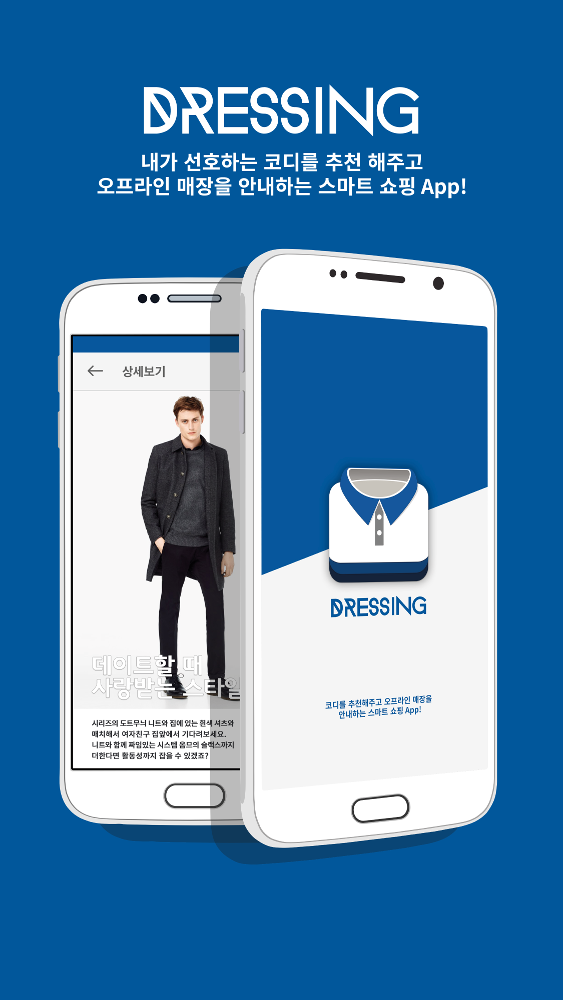 DRESSING
내가 선호하는 코디를 추천 해주고
오프라인 매장을 안내하는 스마트 쇼핑 App!
상세보기
데이트할 때
사랑받는 스타일
시리즈의 도트무늬 니트와 집에 있는 흰색 셔츠와
매치해서 여자친구 집앞에서 기다려보세요.
니트와 함께 짜임있는 시스템 옴므의 슬랙스까지
더한다면 활동성까지 잡을 수 있겠죠?
DRESSING
코디를 추천해주고 오프라인 매장을
안내하는 스마트 쇼핑 App!